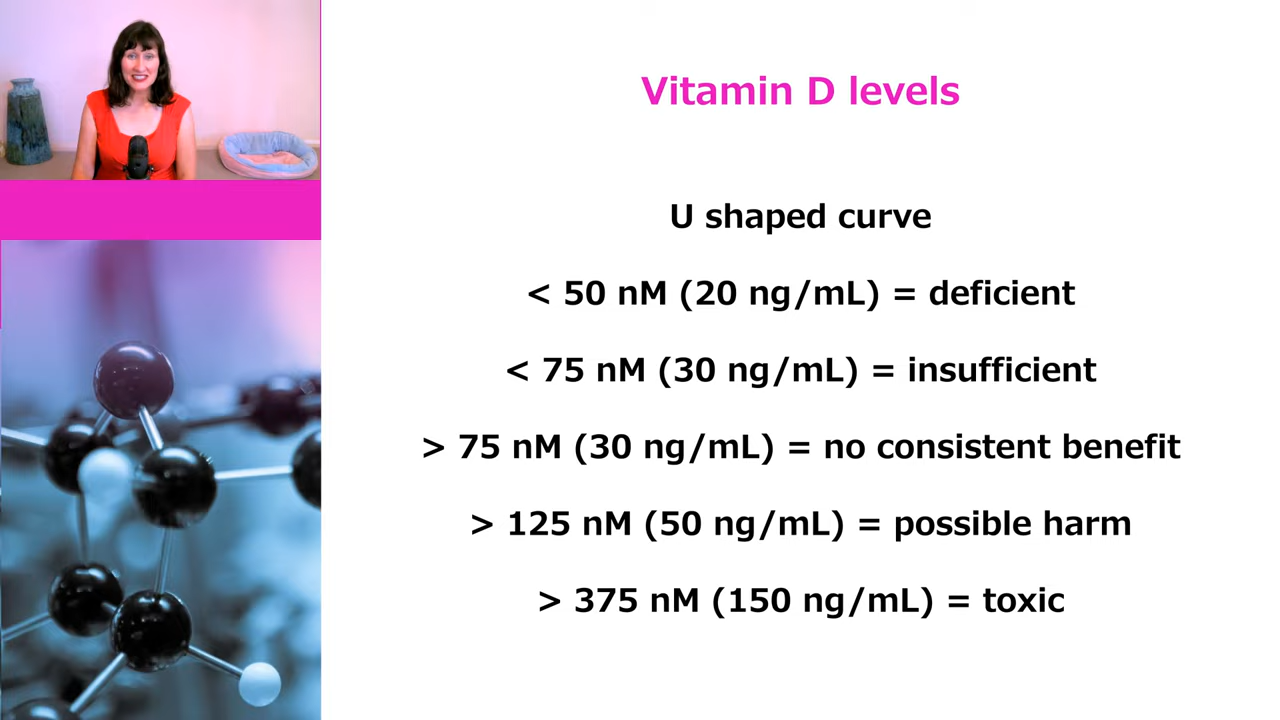 Vitamin D levels
U shaped curve
< 50 nM (20 ng/mL) = deficient
< 75 nM (30 ng/mL) = insufficient
> 75 nM (30 ng/mL) = no consistent benefit
> 125 nM (50 ng/mL) = possible harm
> 375 nM (150 ng/mL) = toxic